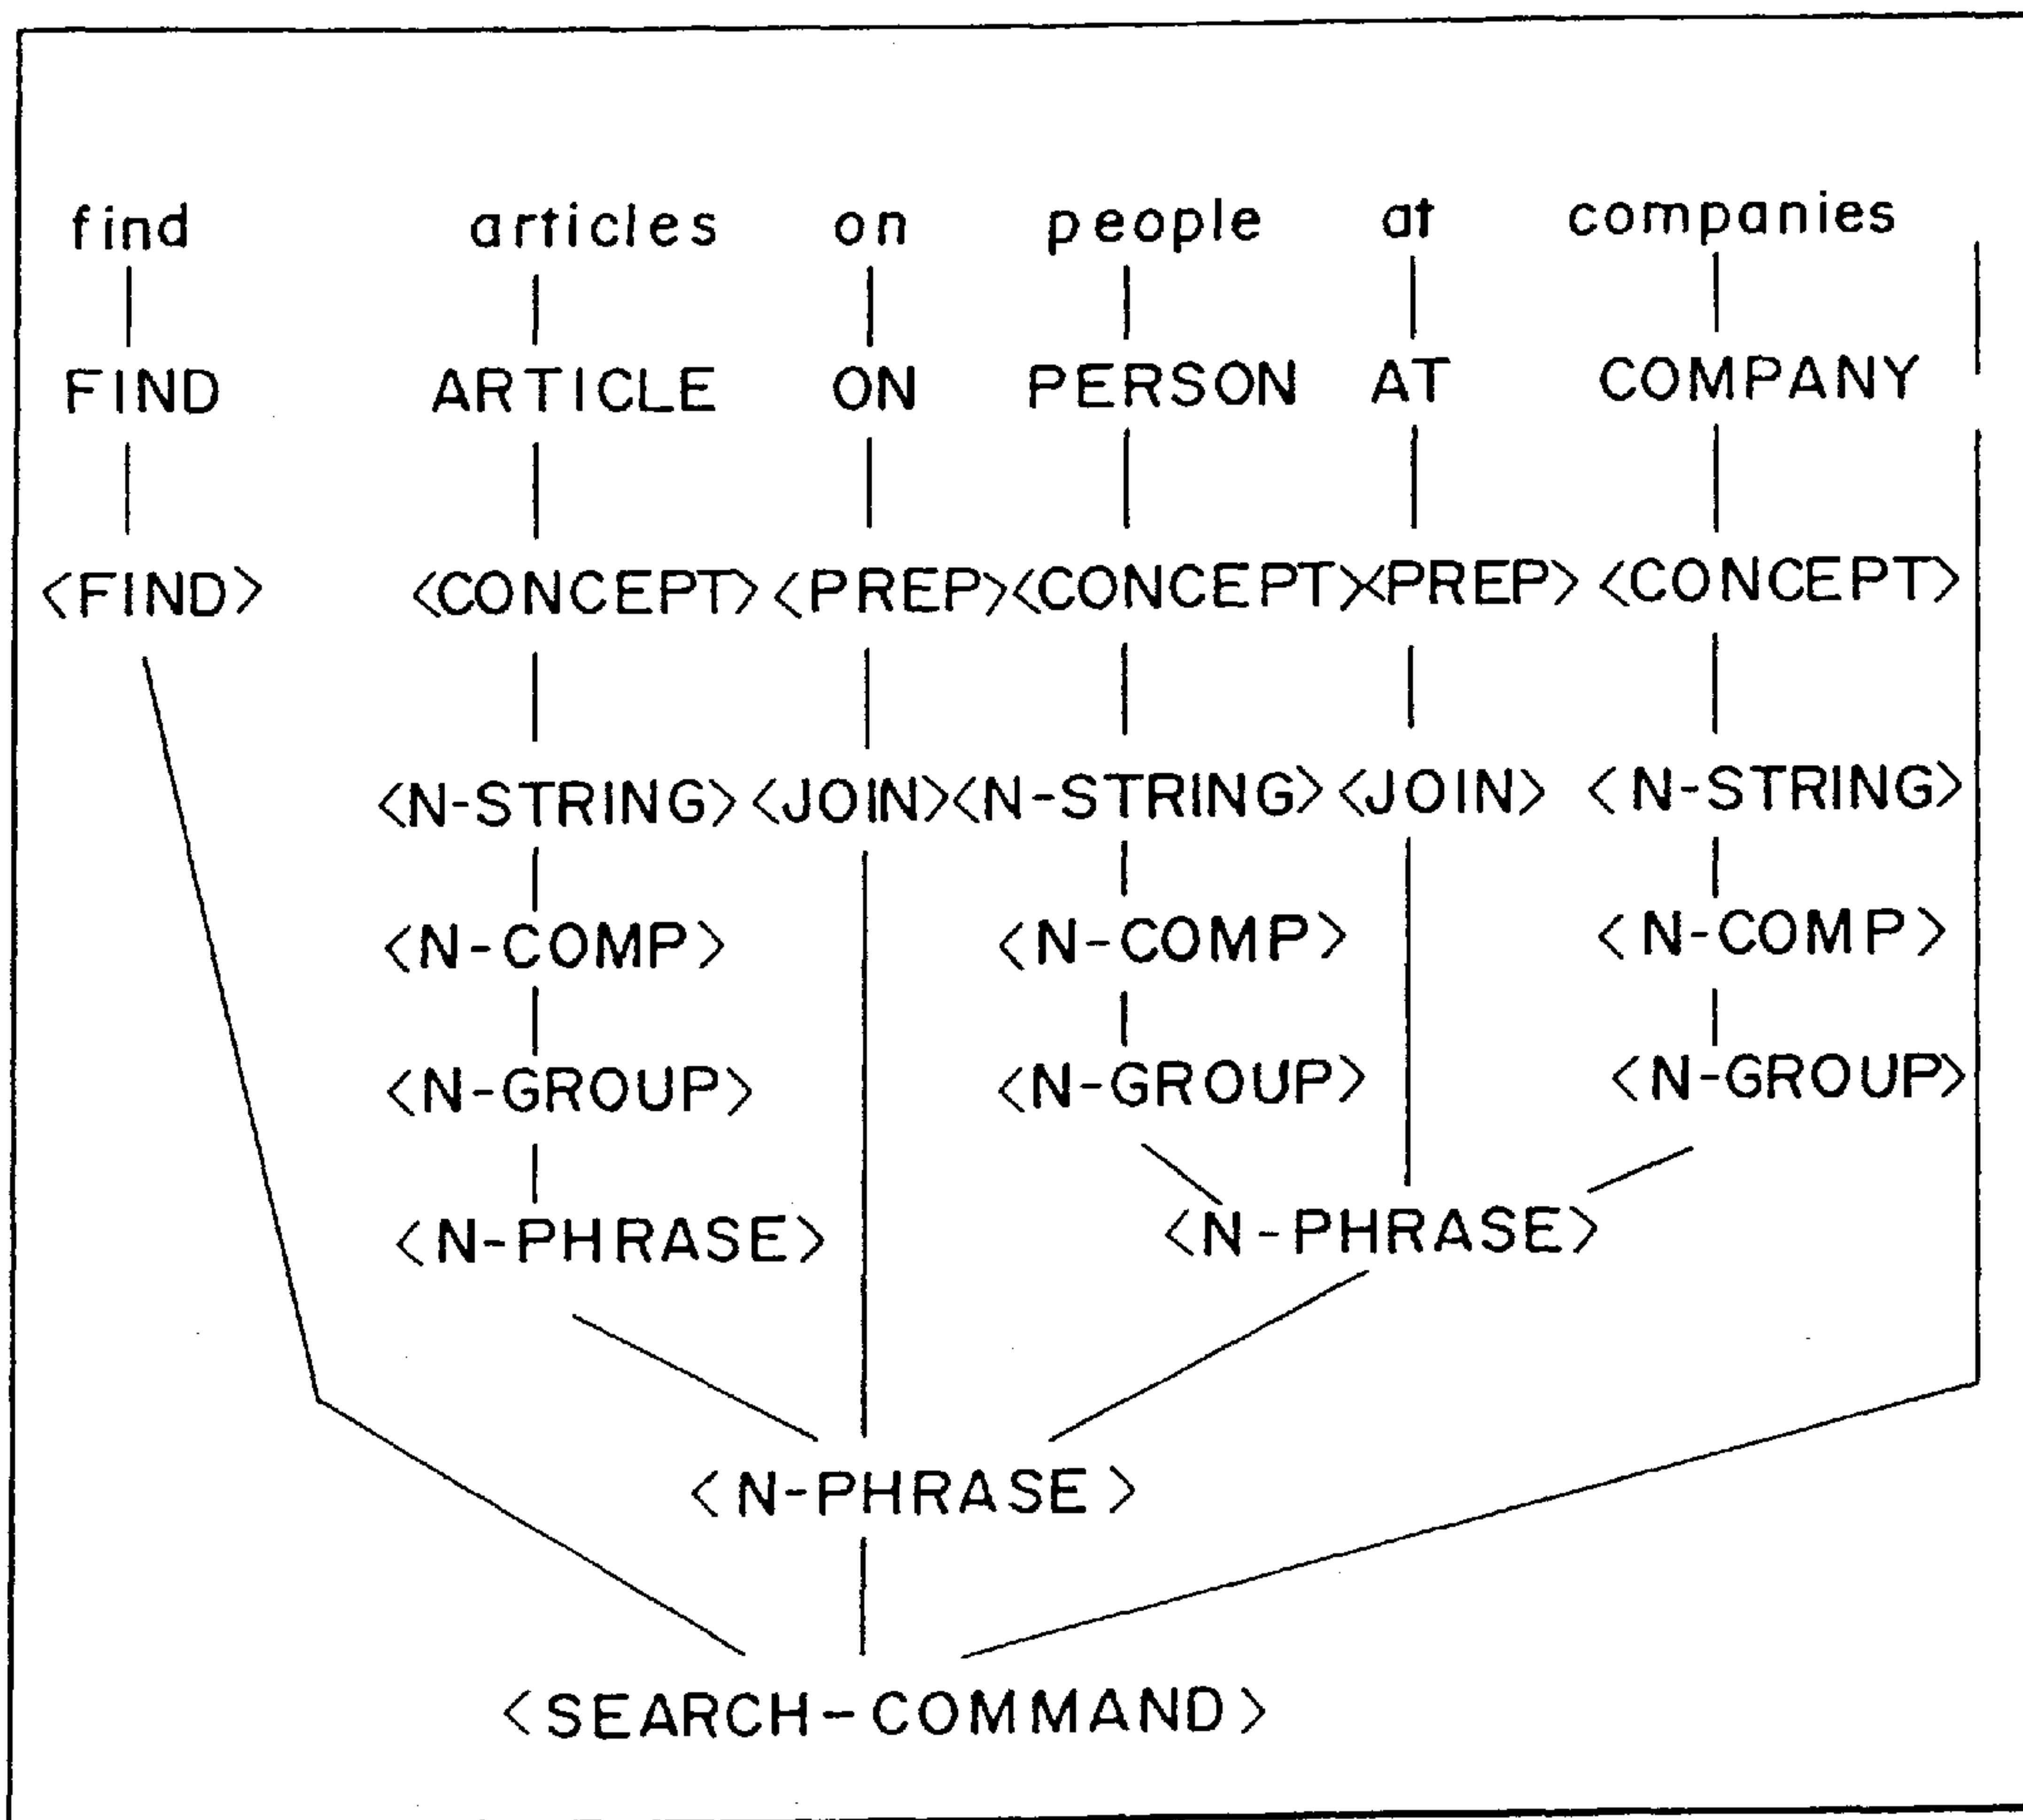 find articles on people at companies
FIND ARTICLE ON PERSON AT COMPANY
<FIND> <CONCEPT> <PREP> <CONCEPT> <PREP> <CONCEPT>
<N-STRING> <JOIN> <N-STRING> <JOIN> <N-STRING>
<N-COMP> <N-COMP> <N-COMP>
<N-GROUP> <N-GROUP> <N-GROUP>
<N-PHRASE> <N-PHRASE>
<N-PHRASE>
<SEARCH-COMMAND>